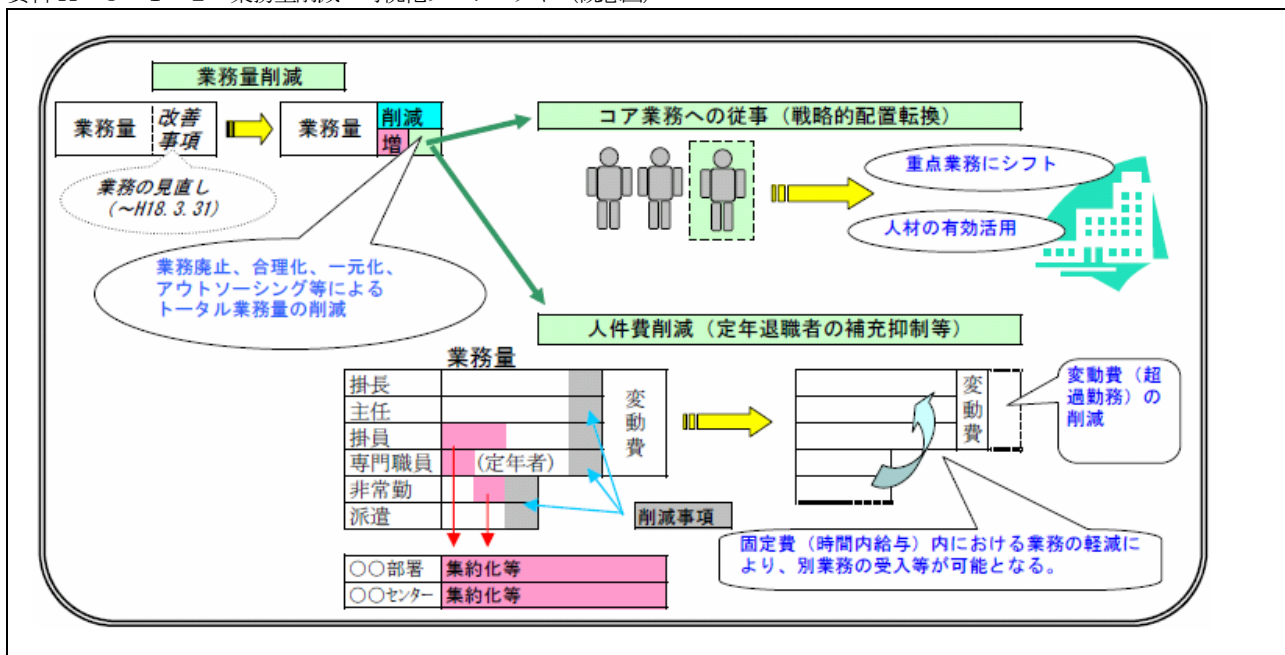 業務量削減
業務量
改善
事項
業務量
削減
増
業務の見直し
(～H18.3.31)
業務廃止、合理化、一元化、
アウトソーシング等による
トータル業務量の削減
コア業務への従事（戦略的配置転換）
重点業務にシフト
人材の有効活用
人件費削減（定年退職者の補充抑制等）
業務量
掛長
主任
掛員
専門職員
(定年者)
非常勤
派遣
変動費
削減事項
〇〇部署
集約化等
〇〇センター
集約化等
変動費
変動費（超
過勤務）の
削減
固定費（時間内給与）内における業務の軽減に
より、別業務の受入等が可能となる。